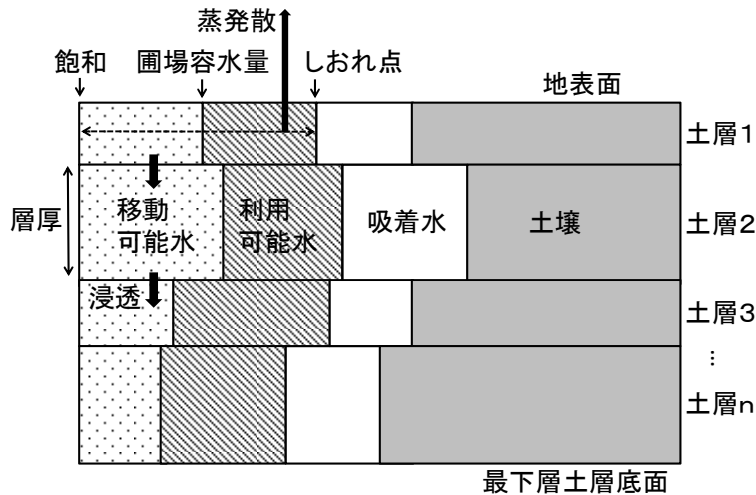 蒸発散
飽和
圃場容水量
しおれ点
地表面
土層1
層厚
移動
可能水
利用
可能水
吸着水
土壌
土層2
浸透
土層3
…
土層n
最下層土層底面